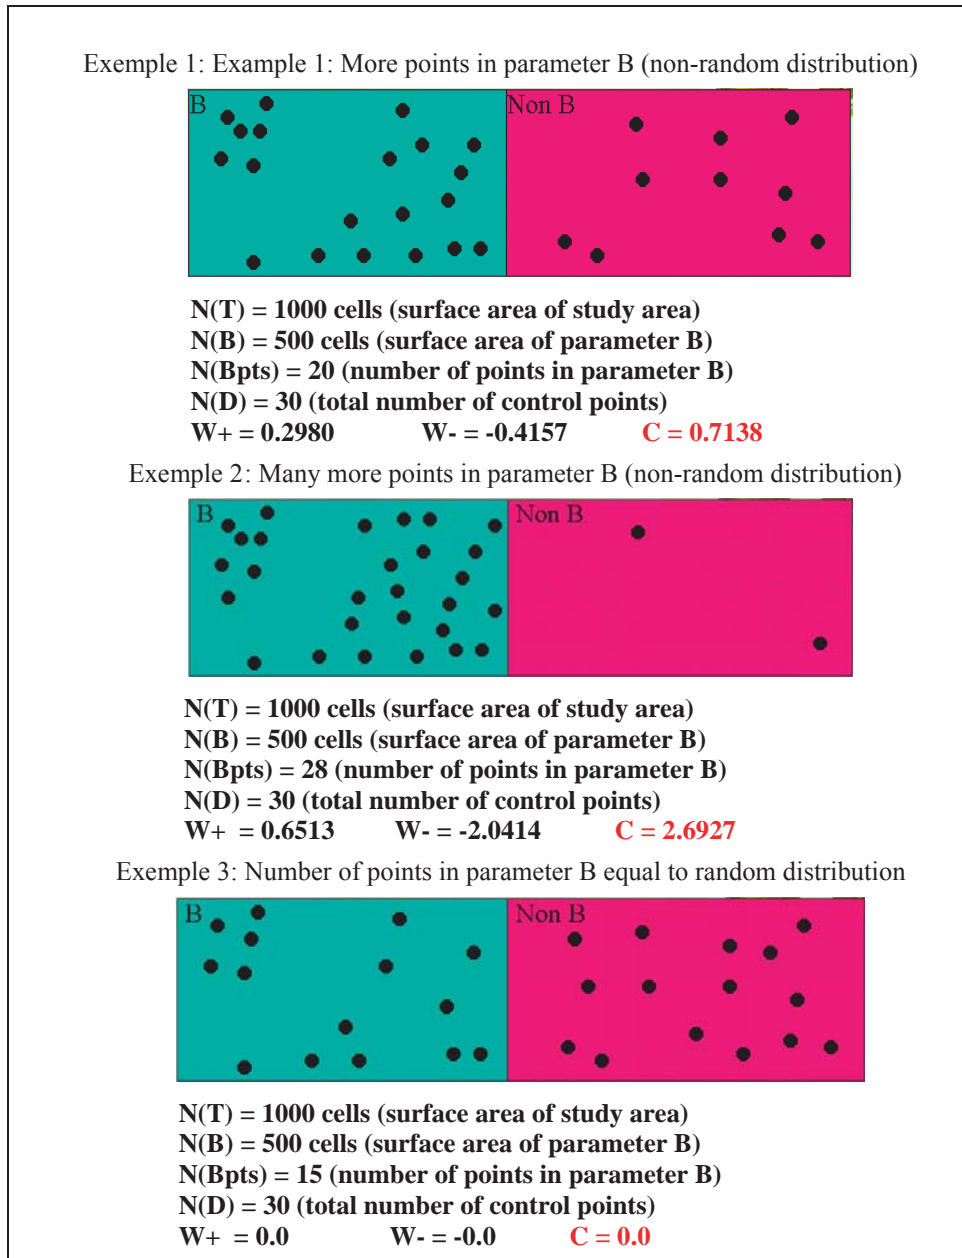 Exemple 1: Example 1: More points in parameter B (non-random distribution)
B Non B
N(T) = 1000 cells (surface area of study area)
N(B) = 500 cells (surface area of parameter B)
N(Bpts) = 20 (number of points in parameter B)
N(D) = 30 (total number of control points)
W+ = 0.2980 W- = -0.4157 C = 0.7138
Exemple 2: Many more points in parameter B (non-random distribution)
B Non B
N(T) = 1000 cells (surface area of study area)
N(B) = 500 cells (surface area of parameter B)
N(Bpts) = 28 (number of points in parameter B)
N(D) = 30 (total number of control points)
W+ = 0.6513 W- = -2.0414 C = 2.6927
Exemple 3: Number of points in parameter B equal to random distribution
B Non B
N(T) = 1000 cells (surface area of study area)
N(B) = 500 cells (surface area of parameter B)
N(Bpts) = 15 (number of points in parameter B)
N(D) = 30 (total number of control points)
W+ = 0.0 W- = -0.0 C = 0.0